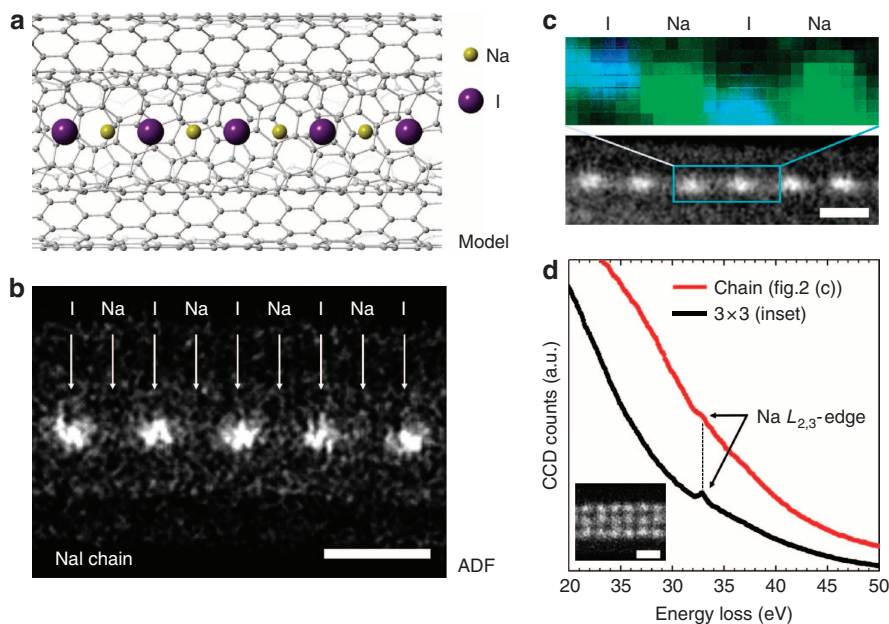 a
Na
I
Model
b
I Na I Na I Na I Na I
NaI chain
ADF
c
I Na I Na
d
Chain (fig.2 (c))
3×3 (inset)
Na L2,3-edge
CCD counts (a.u.)
20 25 30 35 40 45 50
Energy loss (eV)